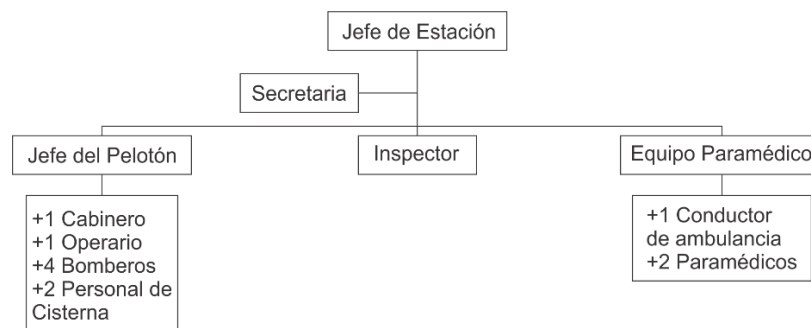 Jefe de Estación
Secretaria
Jefe del Pelotón
Inspector
Equipo Paramédico
+1 Cabinero
+1 Operario
+4 Bomberos
+2 Personal de
Cisterna
+1 Conductor
de ambulancia
+2 Paramédicos